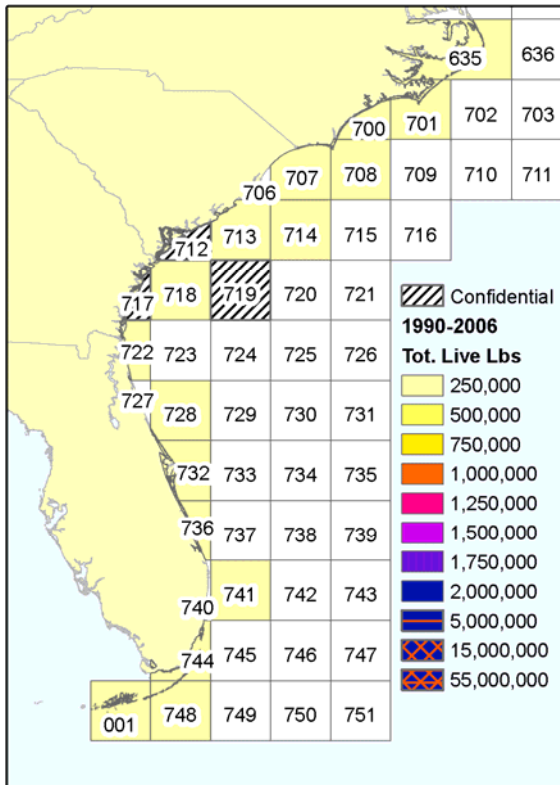 635 636
700 701 702 703
706 707 708 709 710 711
712 713 714 715 716
717 718 719 720 721
722 723 724 725 726
727 728 729 730 731
732 733 734 735
736 737 738 739
740 741 742 743
744 745 746 747
001 748 749 750 751
Confidential
1990-2006
Tot. Live Lbs
250,000
500,000
750,000
1,000,000
1,250,000
1,500,000
1,750,000
2,000,000
5,000,000
15,000,000
55,000,000